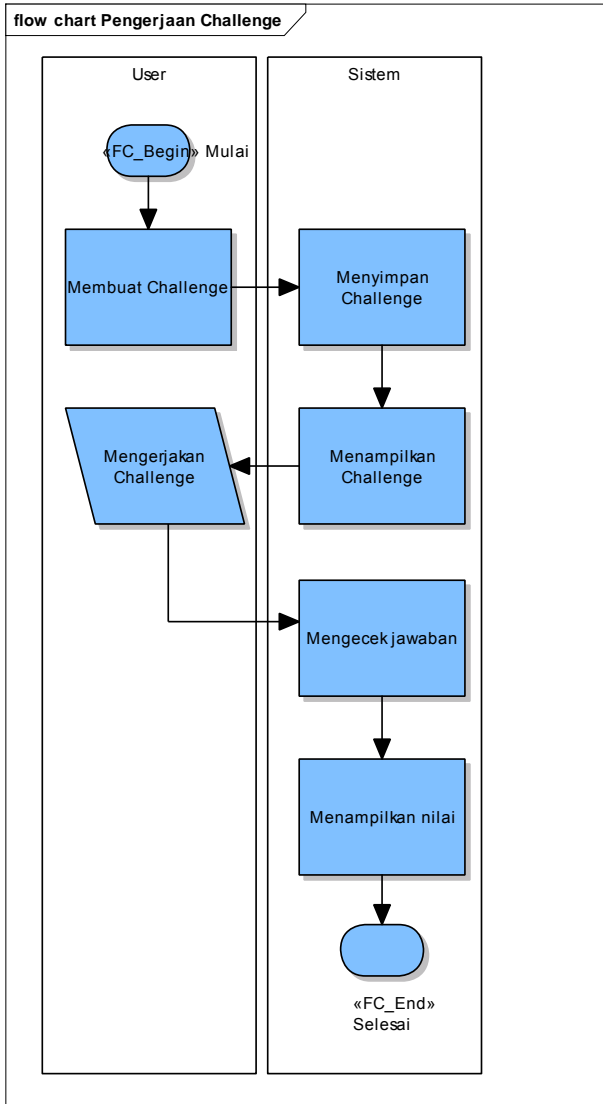 flow chart Pengerjaan Challenge
User
Sistem
«FC_Begin» Mulai
Membuat Challenge
Menyimpan
Challenge
Mengerjakan
Challenge
Menampilkan
Challenge
Mengecek jawaban
Menampilkan nilai
«FC_End»
Selesai